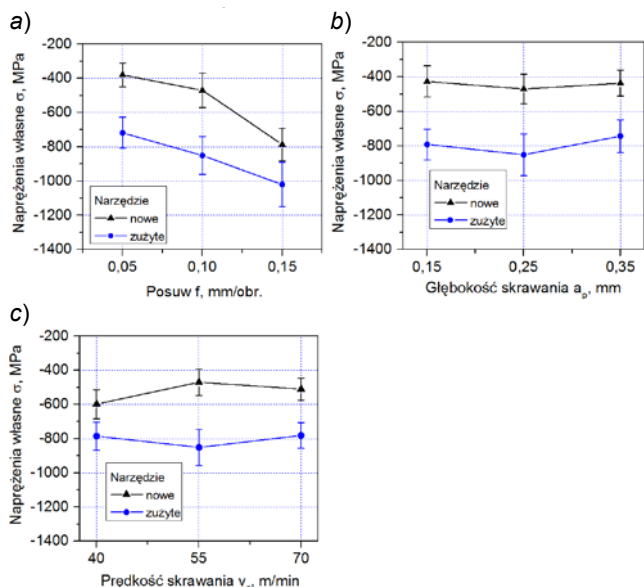 a)
Naprężenia własne σ, MPa
-200
-400
-600
-800
-1000
-1200
-1400
Narzędzie
nowe
zużyte
0,05
0,10
0,15
Posuw f, mm/obr.
b)
Naprężenia własne σ, MPa
-200
-400
-600
-800
-1000
-1200
-1400
Narzędzie
nowe
zużyte
0,15
0,25
0,35
Głębokość skrawania aₚ, mm
c)
Naprężenia własne σ, MPa
-200
-400
-600
-800
-1000
-1200
-1400
Narzędzie
nowe
zużyte
40
55
70
Prędkość skrawania v꜀, m/min